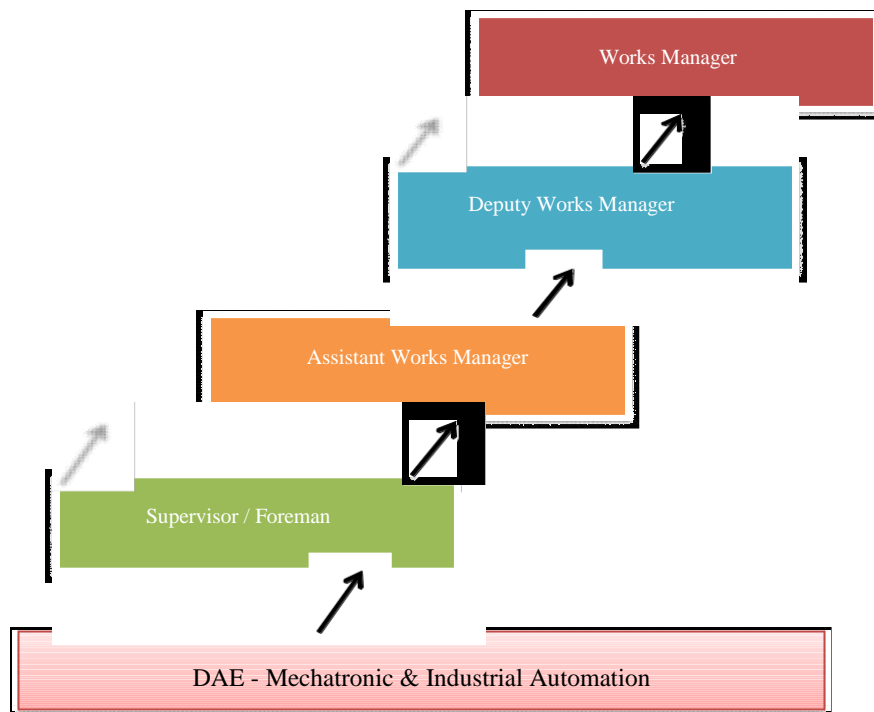 Works Manager
Deputy Works Manager
Assistant Works Manager
Supervisor / Foreman
DAE - Mechatronic & Industrial Automation